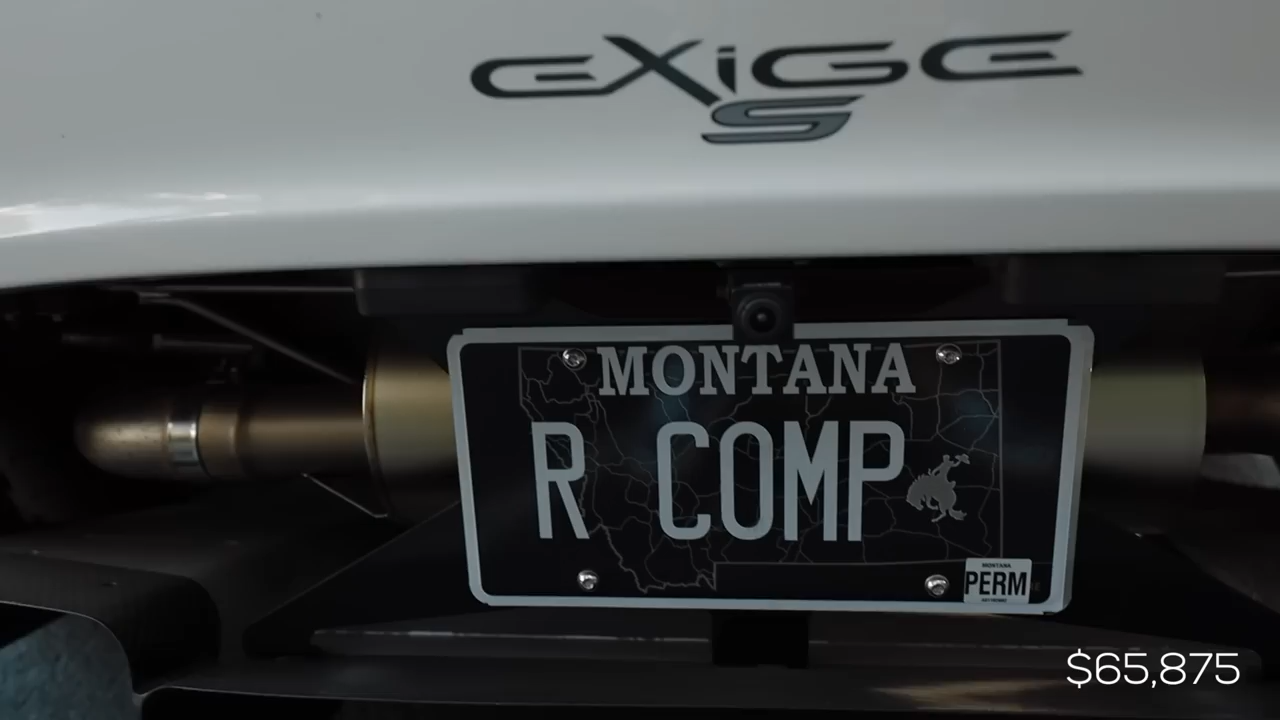 EXIGE
S
MONTANA
R COMP
MONTANA
PERM
$65,875